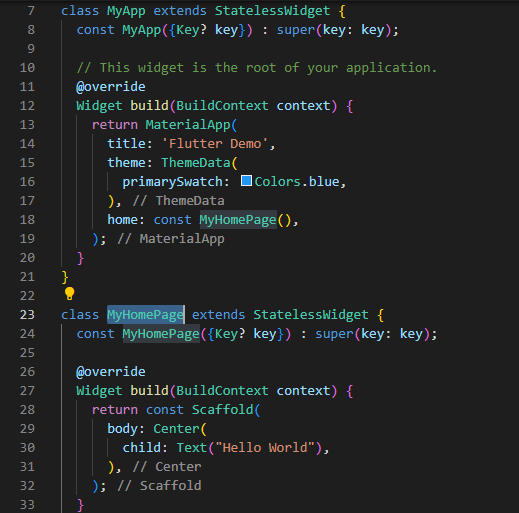 7 class MyApp extends StatelessWidget {
8   const MyApp({Key? key}) : super(key: key);
9
10   // This widget is the root of your application.
11   @override
12   Widget build(BuildContext context) {
13     return MaterialApp(
14       title: 'Flutter Demo',
15       theme: ThemeData(
16         primarySwatch: Colors.blue,
17       ), // ThemeData
18       home: const MyHomePage(),
19     ); // MaterialApp
20   }
21 }
22
23 class MyHomePage extends StatelessWidget {
24   const MyHomePage({Key? key}) : super(key: key);
25
26   @override
27   Widget build(BuildContext context) {
28     return const Scaffold(
29       body: Center(
30         child: Text("Hello World"),
31       ), // Center
32     ); // Scaffold
33   }